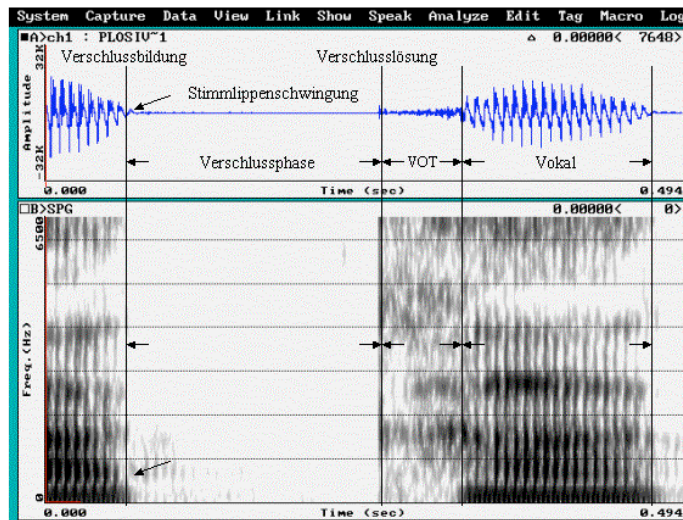 System Capture Data View Link Show Speak Analyze Edit Tag Macro Log
■A>ch1 : PLOSIV~1 △ 0.00000< 7648>
Verschlussbildung Verschlusslösung
Stimmlippenschwingung
32K
Amplitude
-32K
Verschlussphase VOT Vokal
0.000 Time (sec) 0.494
□B>SPG 0.00000< 0>
6500
Freq.(Hz)
0
0.000 Time (sec) 0.494